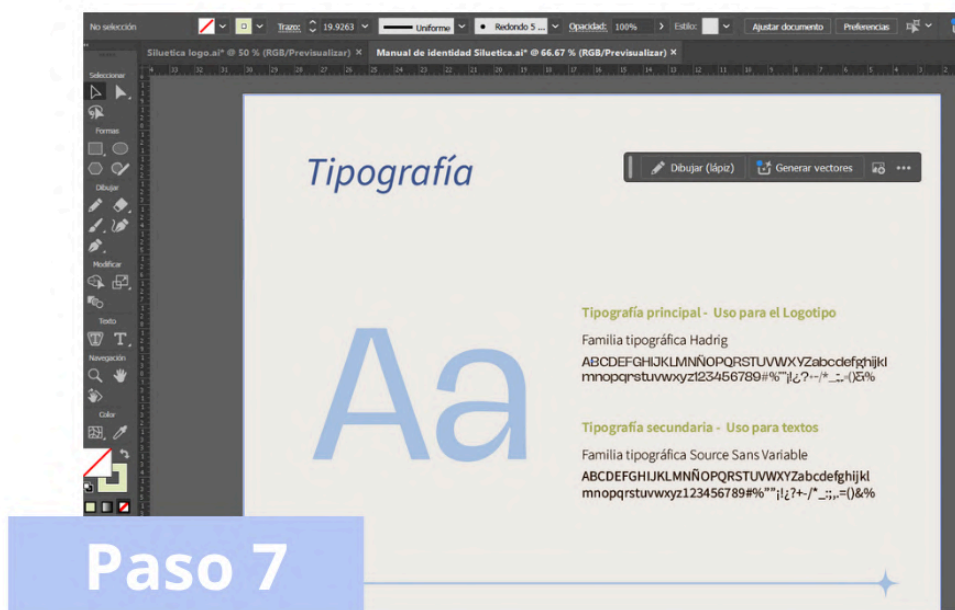 No selección
Trazo: 19.9263
Uniforme
Redondo 5 ...
Opacidad: 100%
Estilo:
Ajustar documento
Preferencias
Siluetica logo.ai* @ 50 % (RGB/Previsualizar) ×
Manual de identidad Siluetica.ai* @ 66.67 % (RGB/Previsualizar) ×
Seleccionar
Formas
Dibujar
Modificar
Texto
Navegación
Color
Tipografía
Dibujar (lápiz)
Generar vectores
Aa
Tipografía principal - Uso para el Logotipo
Familia tipográfica Hadrig
ABCDEFGHIJKLMNÑOPQRSTUVWXYZabcdefghijkl
mnopqrstuvwxyz123456789#%""¡!¿?+-/*_:;,.=()&%
Tipografía secundaria - Uso para textos
Familia tipográfica Source Sans Variable
ABCDEFGHIJKLMNÑOPQRSTUVWXYZabcdefghijkl
mnopqrstuvwxyz123456789#%""¡!¿?+-/*_:;,.=()&%
Paso 7